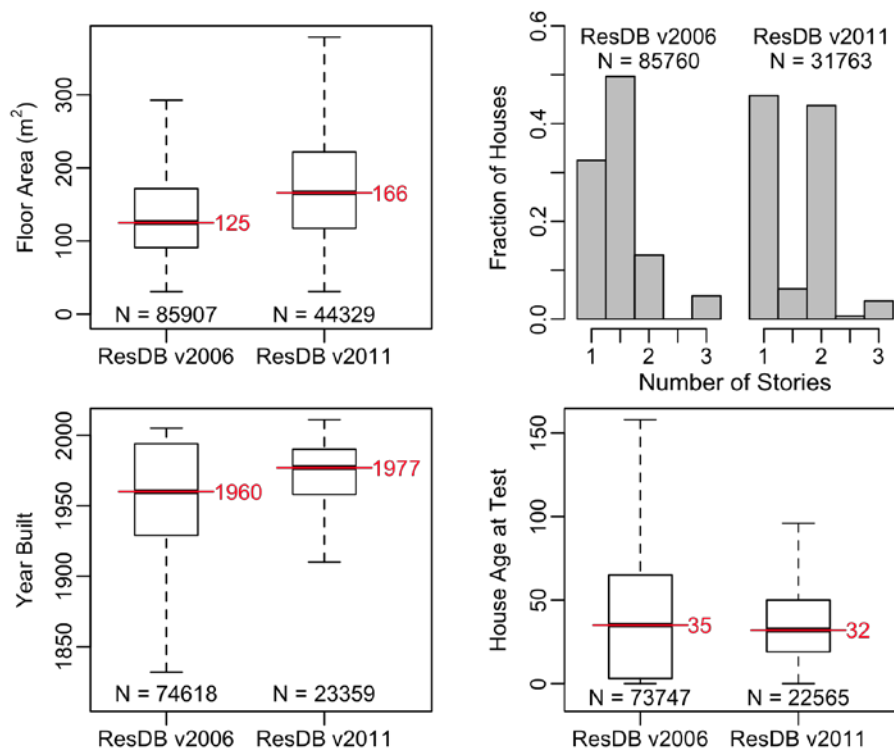 Floor Area (m²)
0
100
200
300
125
166
N = 85907
N = 44329
ResDB v2006
ResDB v2011
Fraction of Houses
0.0
0.2
0.4
0.6
ResDB v2006
N = 85760
ResDB v2011
N = 31763
1 2 3
1 2 3
Number of Stories
Year Built
1850
1900
1950
2000
1960
1977
N = 74618
N = 23359
ResDB v2006
ResDB v2011
House Age at Test
0
50
100
150
35
32
N = 73747
N = 22565
ResDB v2006
ResDB v2011